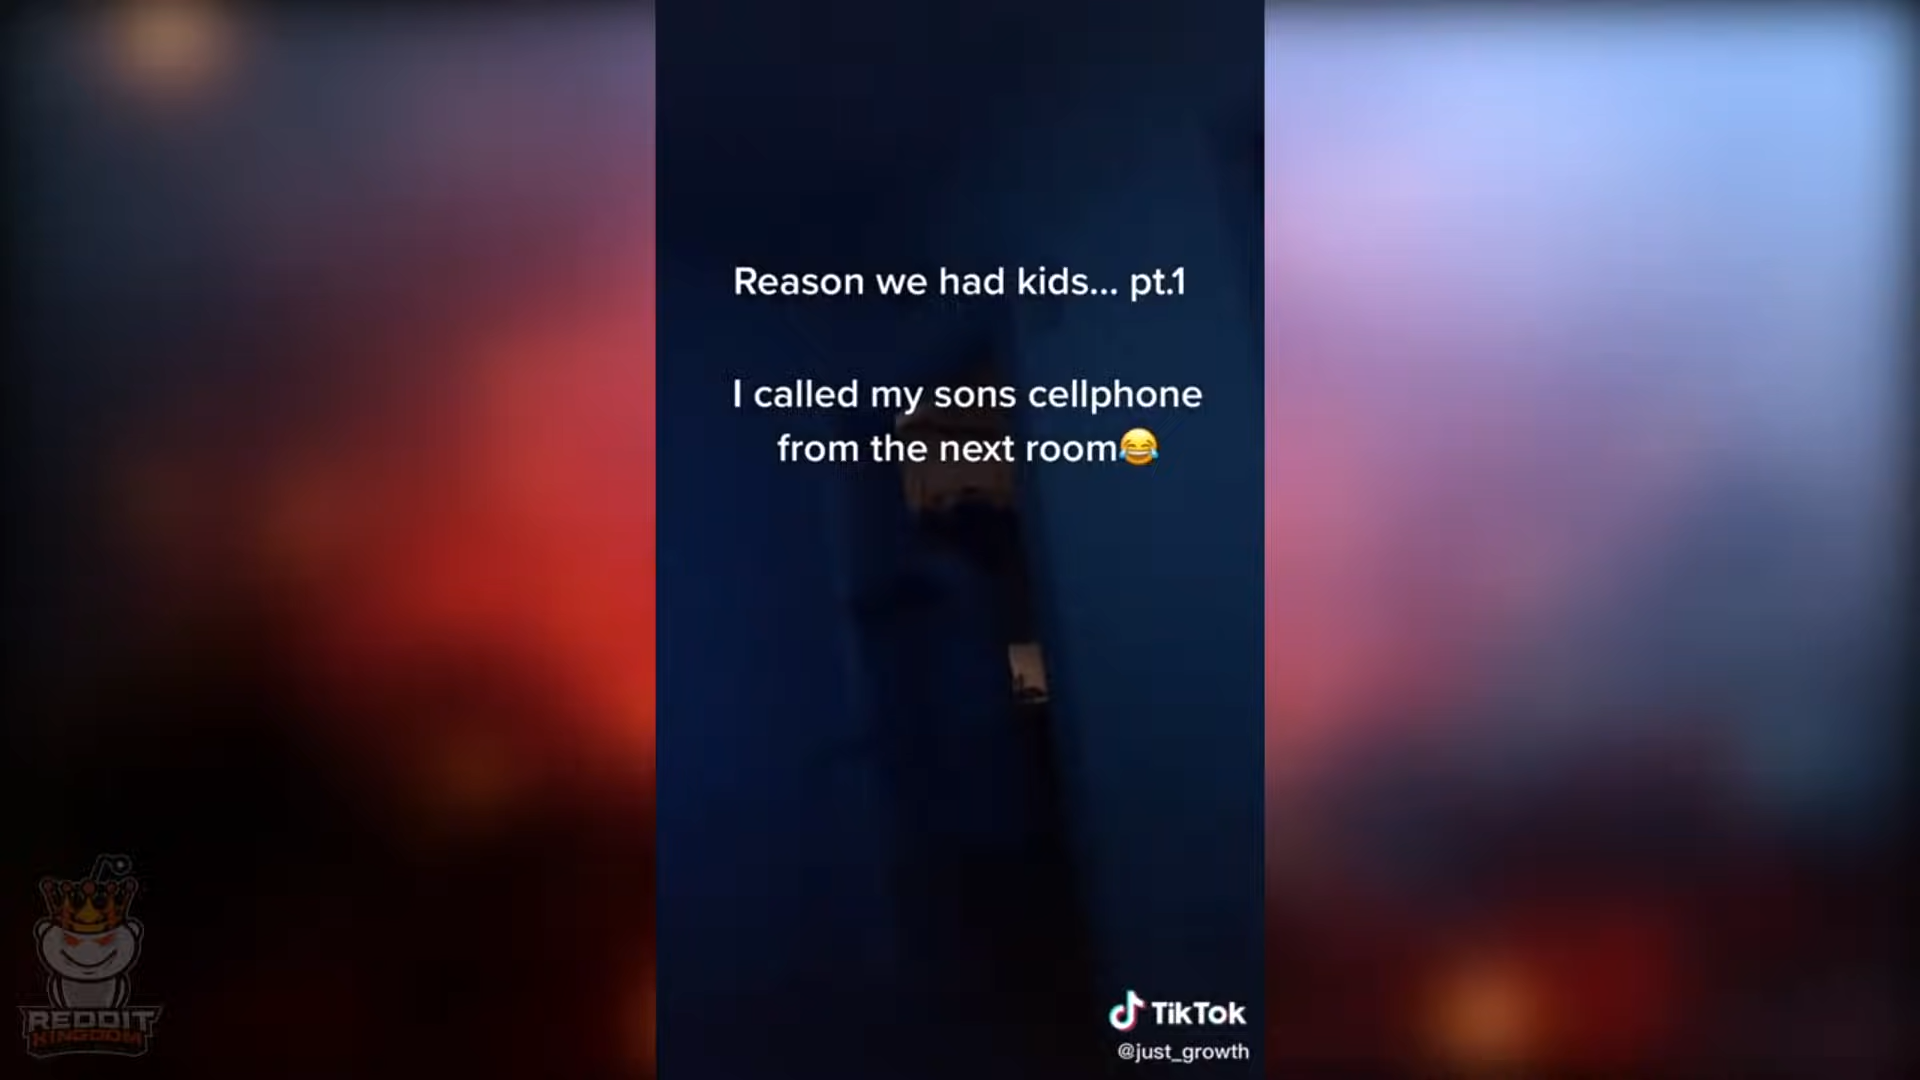 Reason we had kids... pt.1
I called my sons cellphone
from the next room😂
TikTok
@just_growth
REDDIT
KINGDOM